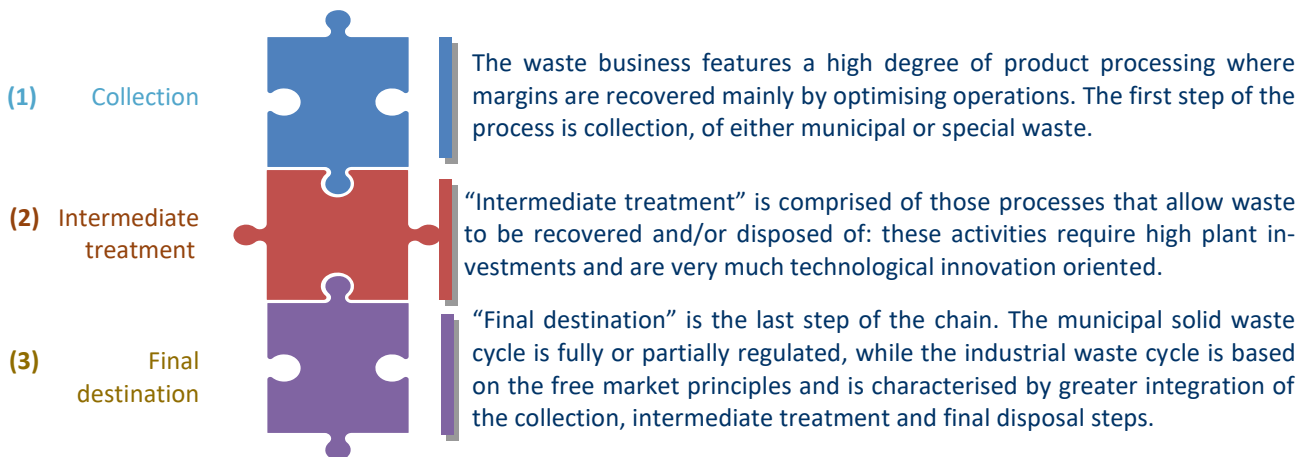 (1) Collection
The waste business features a high degree of product processing where
margins are recovered mainly by optimising operations. The first step of the
process is collection, of either municipal or special waste.
(2) Intermediate
treatment
“Intermediate treatment” is comprised of those processes that allow waste
to be recovered and/or disposed of: these activities require high plant in-
vestments and are very much technological innovation oriented.
(3) Final
destination
“Final destination” is the last step of the chain. The municipal solid waste
cycle is fully or partially regulated, while the industrial waste cycle is based
on the free market principles and is characterised by greater integration of
the collection, intermediate treatment and final disposal steps.